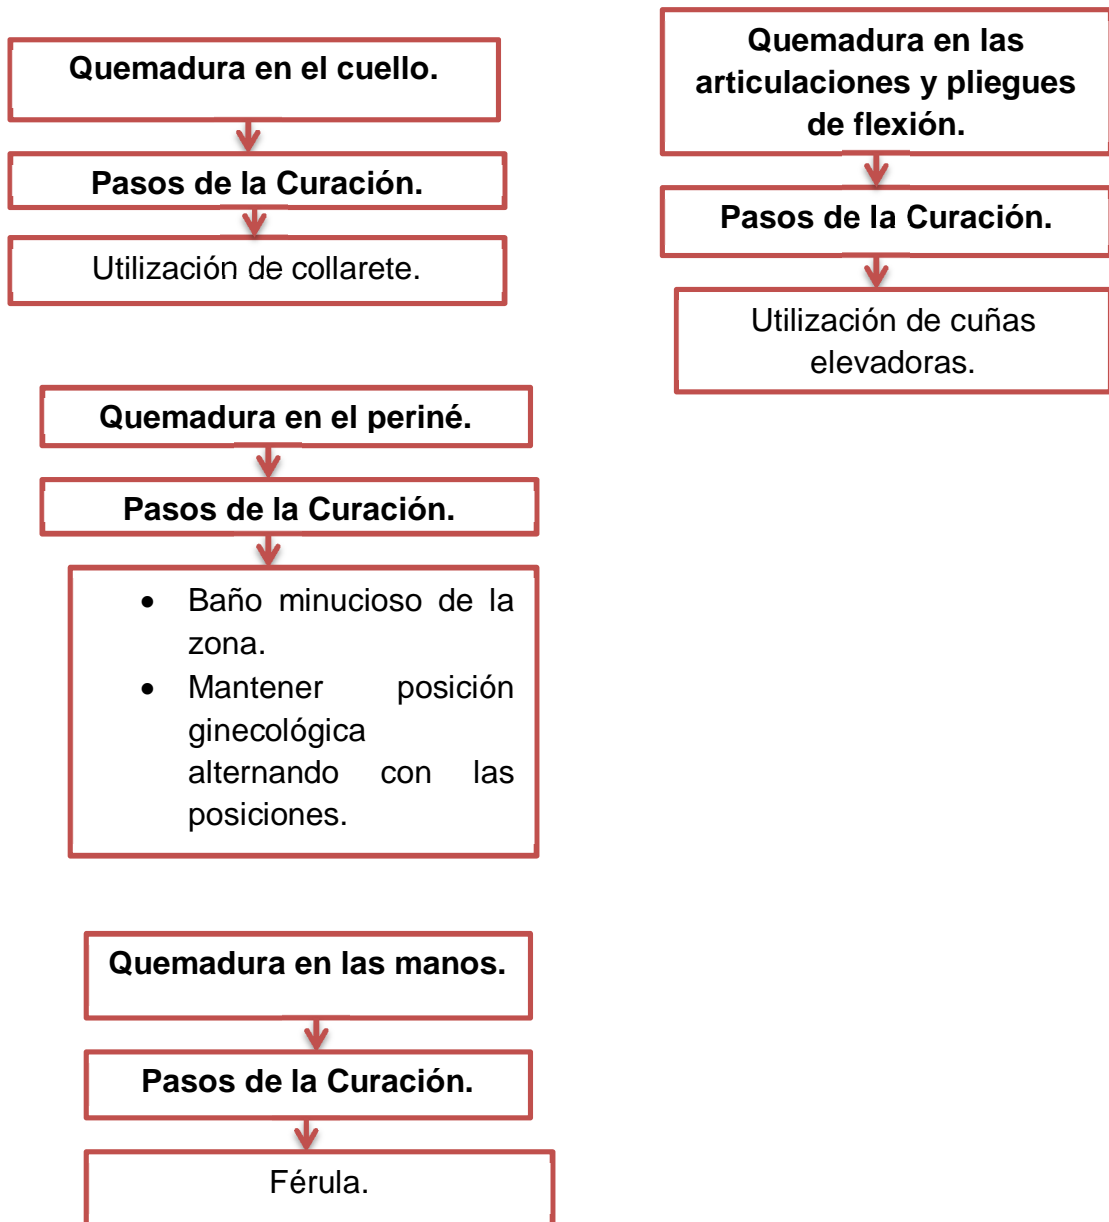 Quemadura en el cuello.
Pasos de la Curación.
Utilización de collarete.
Quemadura en las
articulaciones y pliegues
de flexión.
Pasos de la Curación.
Utilización de cuñas
elevadoras.
Quemadura en el periné.
Pasos de la Curación.
• Baño minucioso de la
zona.
• Mantener posición
ginecológica
alternando con las
posiciones.
Quemadura en las manos.
Pasos de la Curación.
Férula.